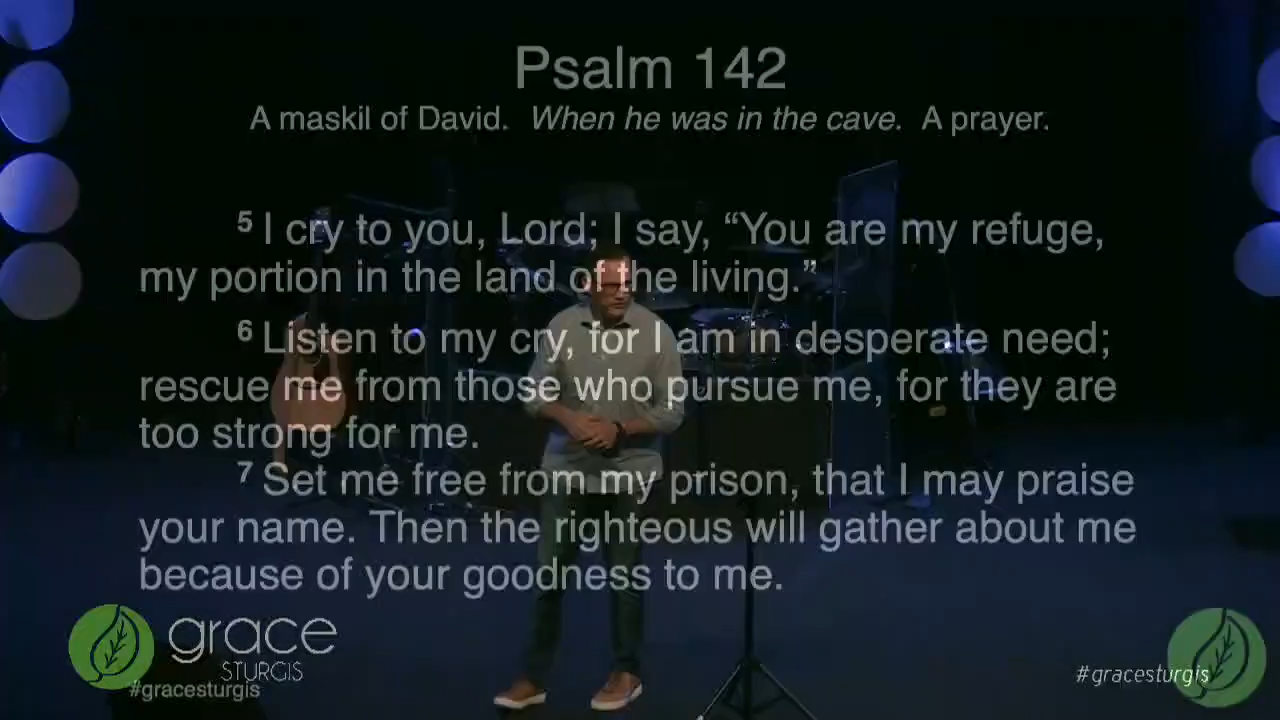 Psalm 142
A maskil of David. When he was in the cave. A prayer.
5 I cry to you, Lord; I say, “You are my refuge,
my portion in the land of the living.”
6 Listen to my cry, for I am in desperate need;
rescue me from those who pursue me, for they are
too strong for me.
7 Set me free from my prison, that I may praise
your name. Then the righteous will gather about me
because of your goodness to me.
grace
STURGIS
#gracesturgis
#gracesturgis